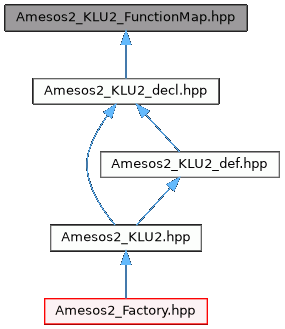 Amesos2_KLU2_FunctionMap.hpp
Amesos2_KLU2_decl.hpp
Amesos2_KLU2_def.hpp
Amesos2_KLU2.hpp
Amesos2_Factory.hpp